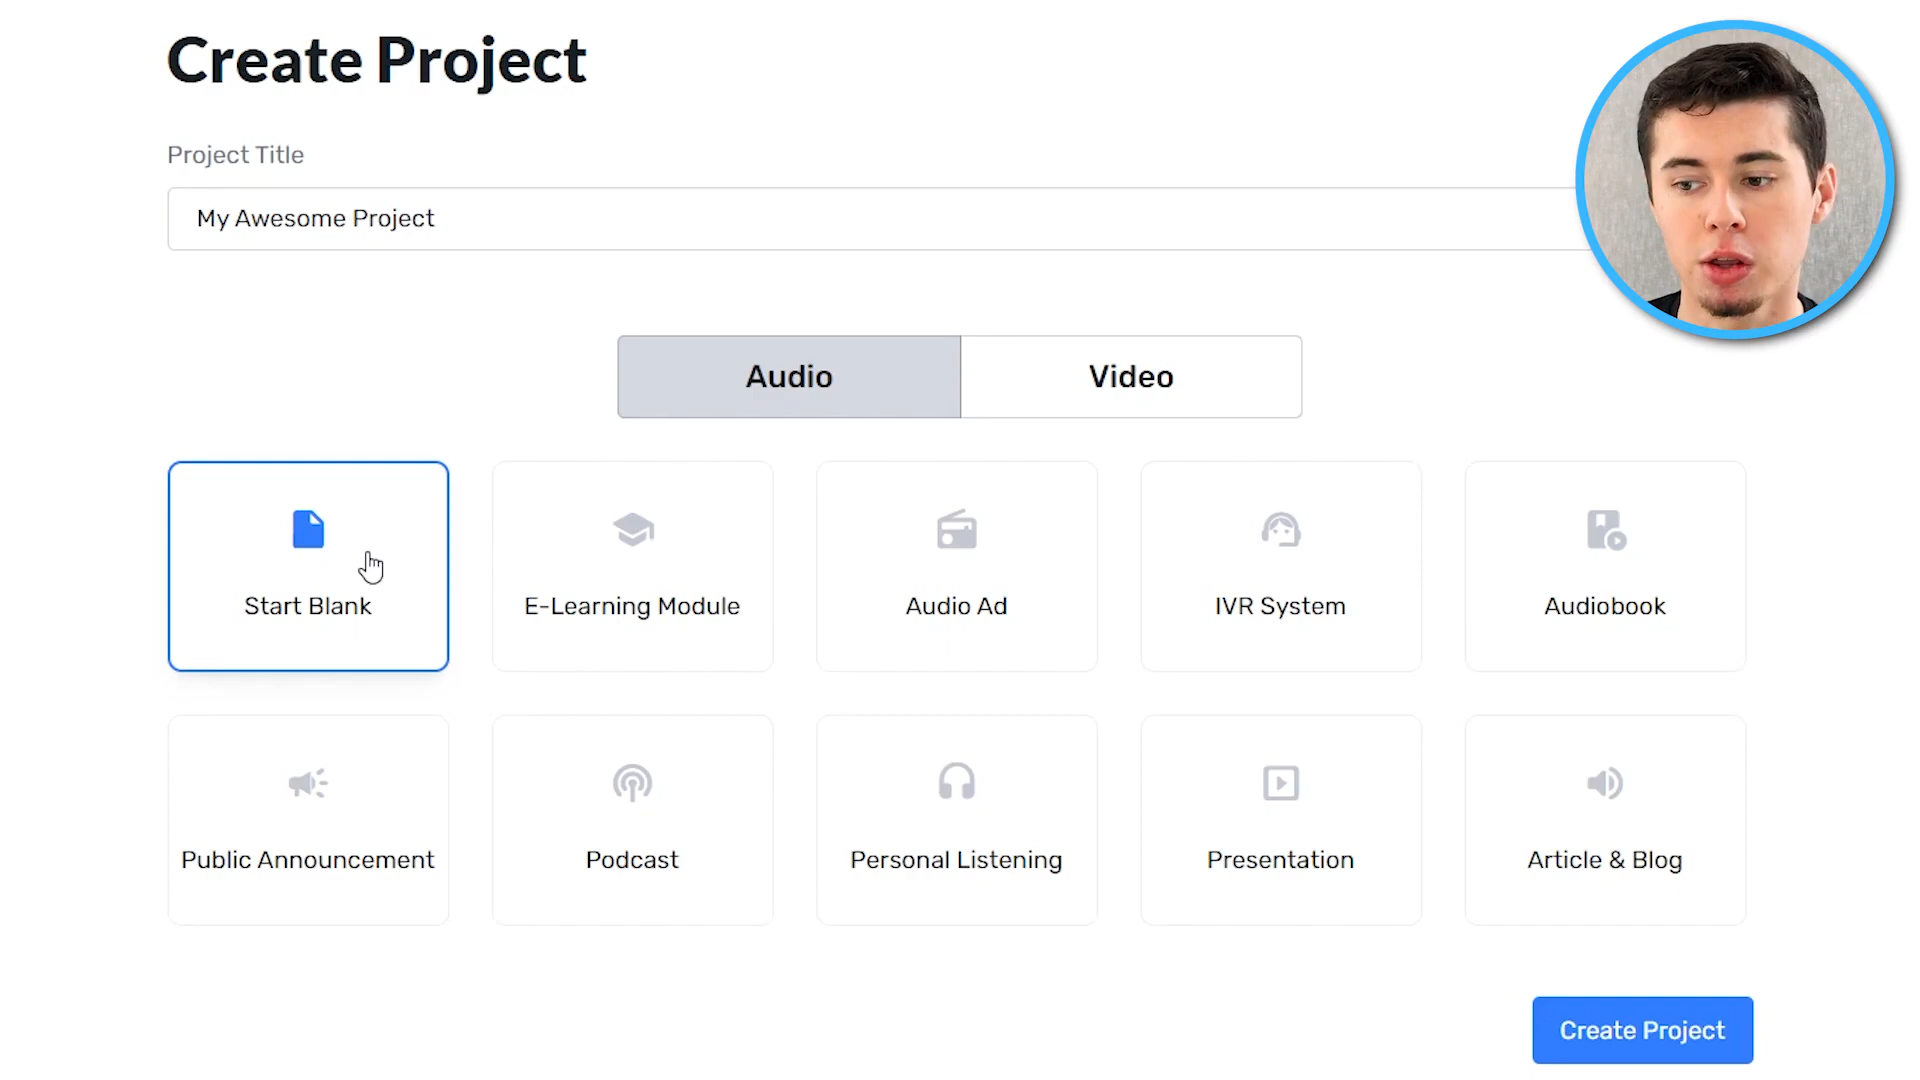 Create Project
Project Title
My Awesome Project
Audio Video
Start Blank E-Learning Module Audio Ad IVR System Audiobook
Public Announcement Podcast Personal Listening Presentation Article & Blog
Create Project